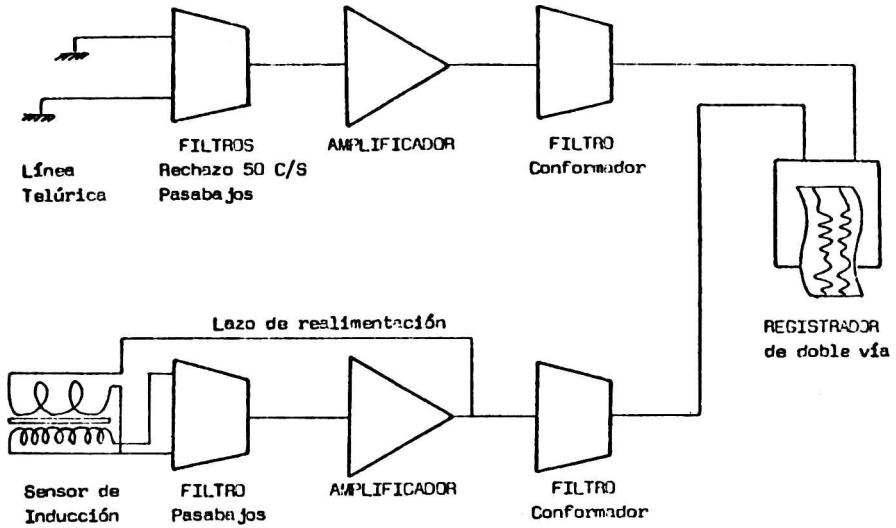 FILTROS
Rechazo 50 C/S
Pasabajos
AMPLIFICADOR
FILTRO
Conformador
Línea
Telúrica
REGISTRADOR
de doble vía
Lazo de realimentación
Sensor de
Inducción
FILTRO
Pasabajos
AMPLIFICADOR
FILTRO
Conformador